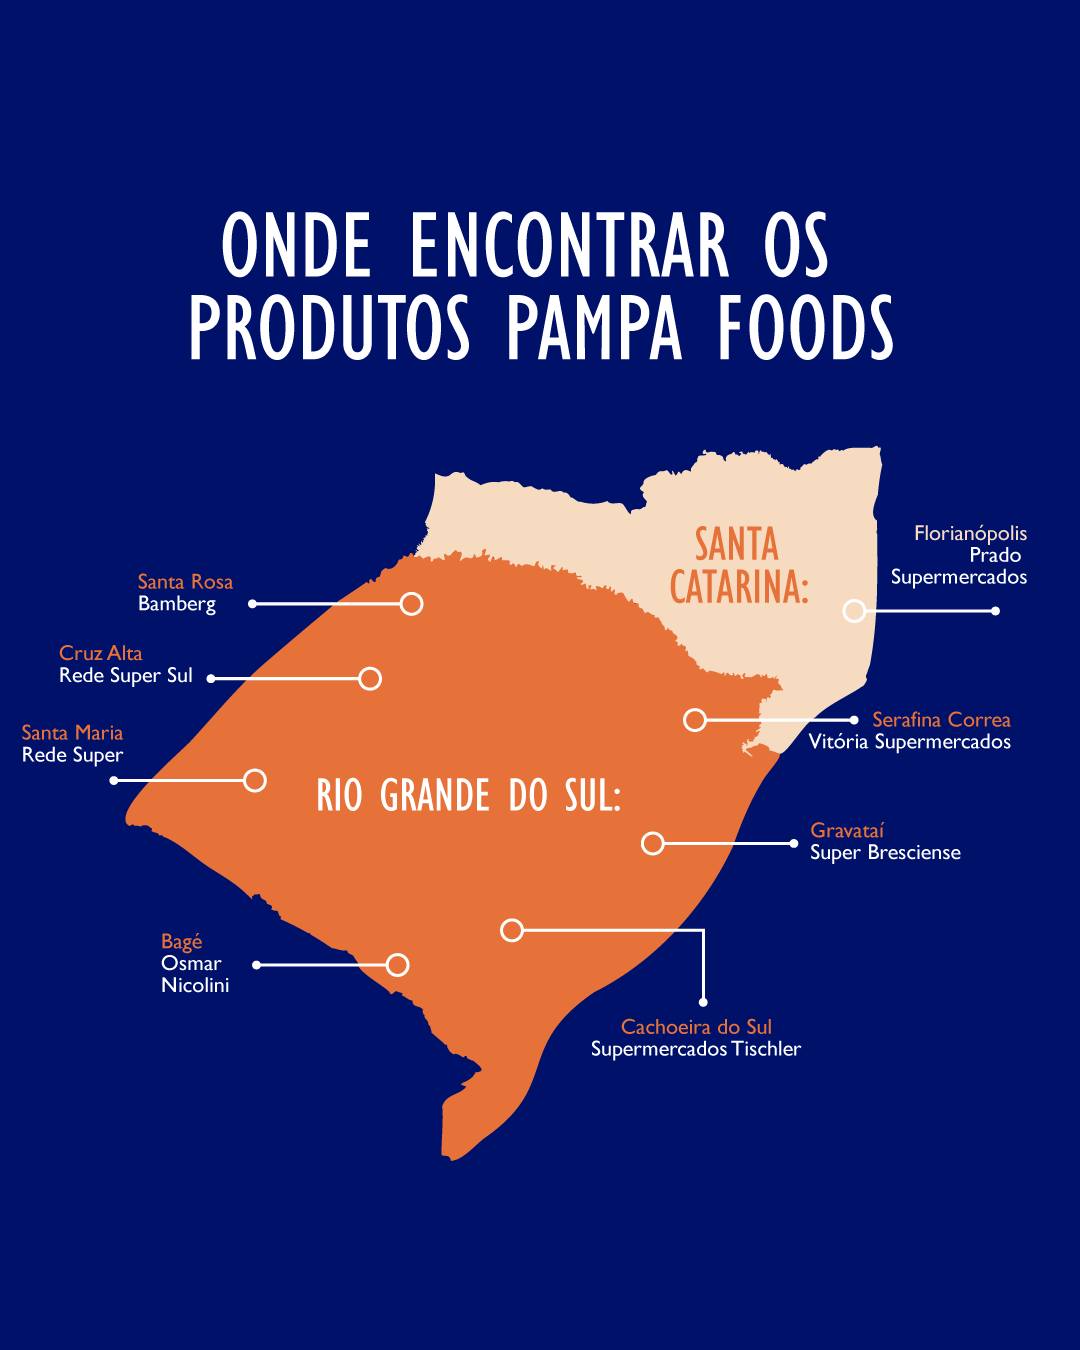 ONDE ENCONTRAR OS
PRODUTOS PAMPA FOODS
SANTA
CATARINA:
Florianópolis
Prado
Supermercados
Santa Rosa
Bamberg
Cruz Alta
Rede Super Sul
Santa Maria
Rede Super
Serafina Correa
Vitória Supermercados
RIO GRANDE DO SUL:
Gravataí
Super Bresciense
Bagé
Osmar
Nicolini
Cachoeira do Sul
Supermercados Tischler